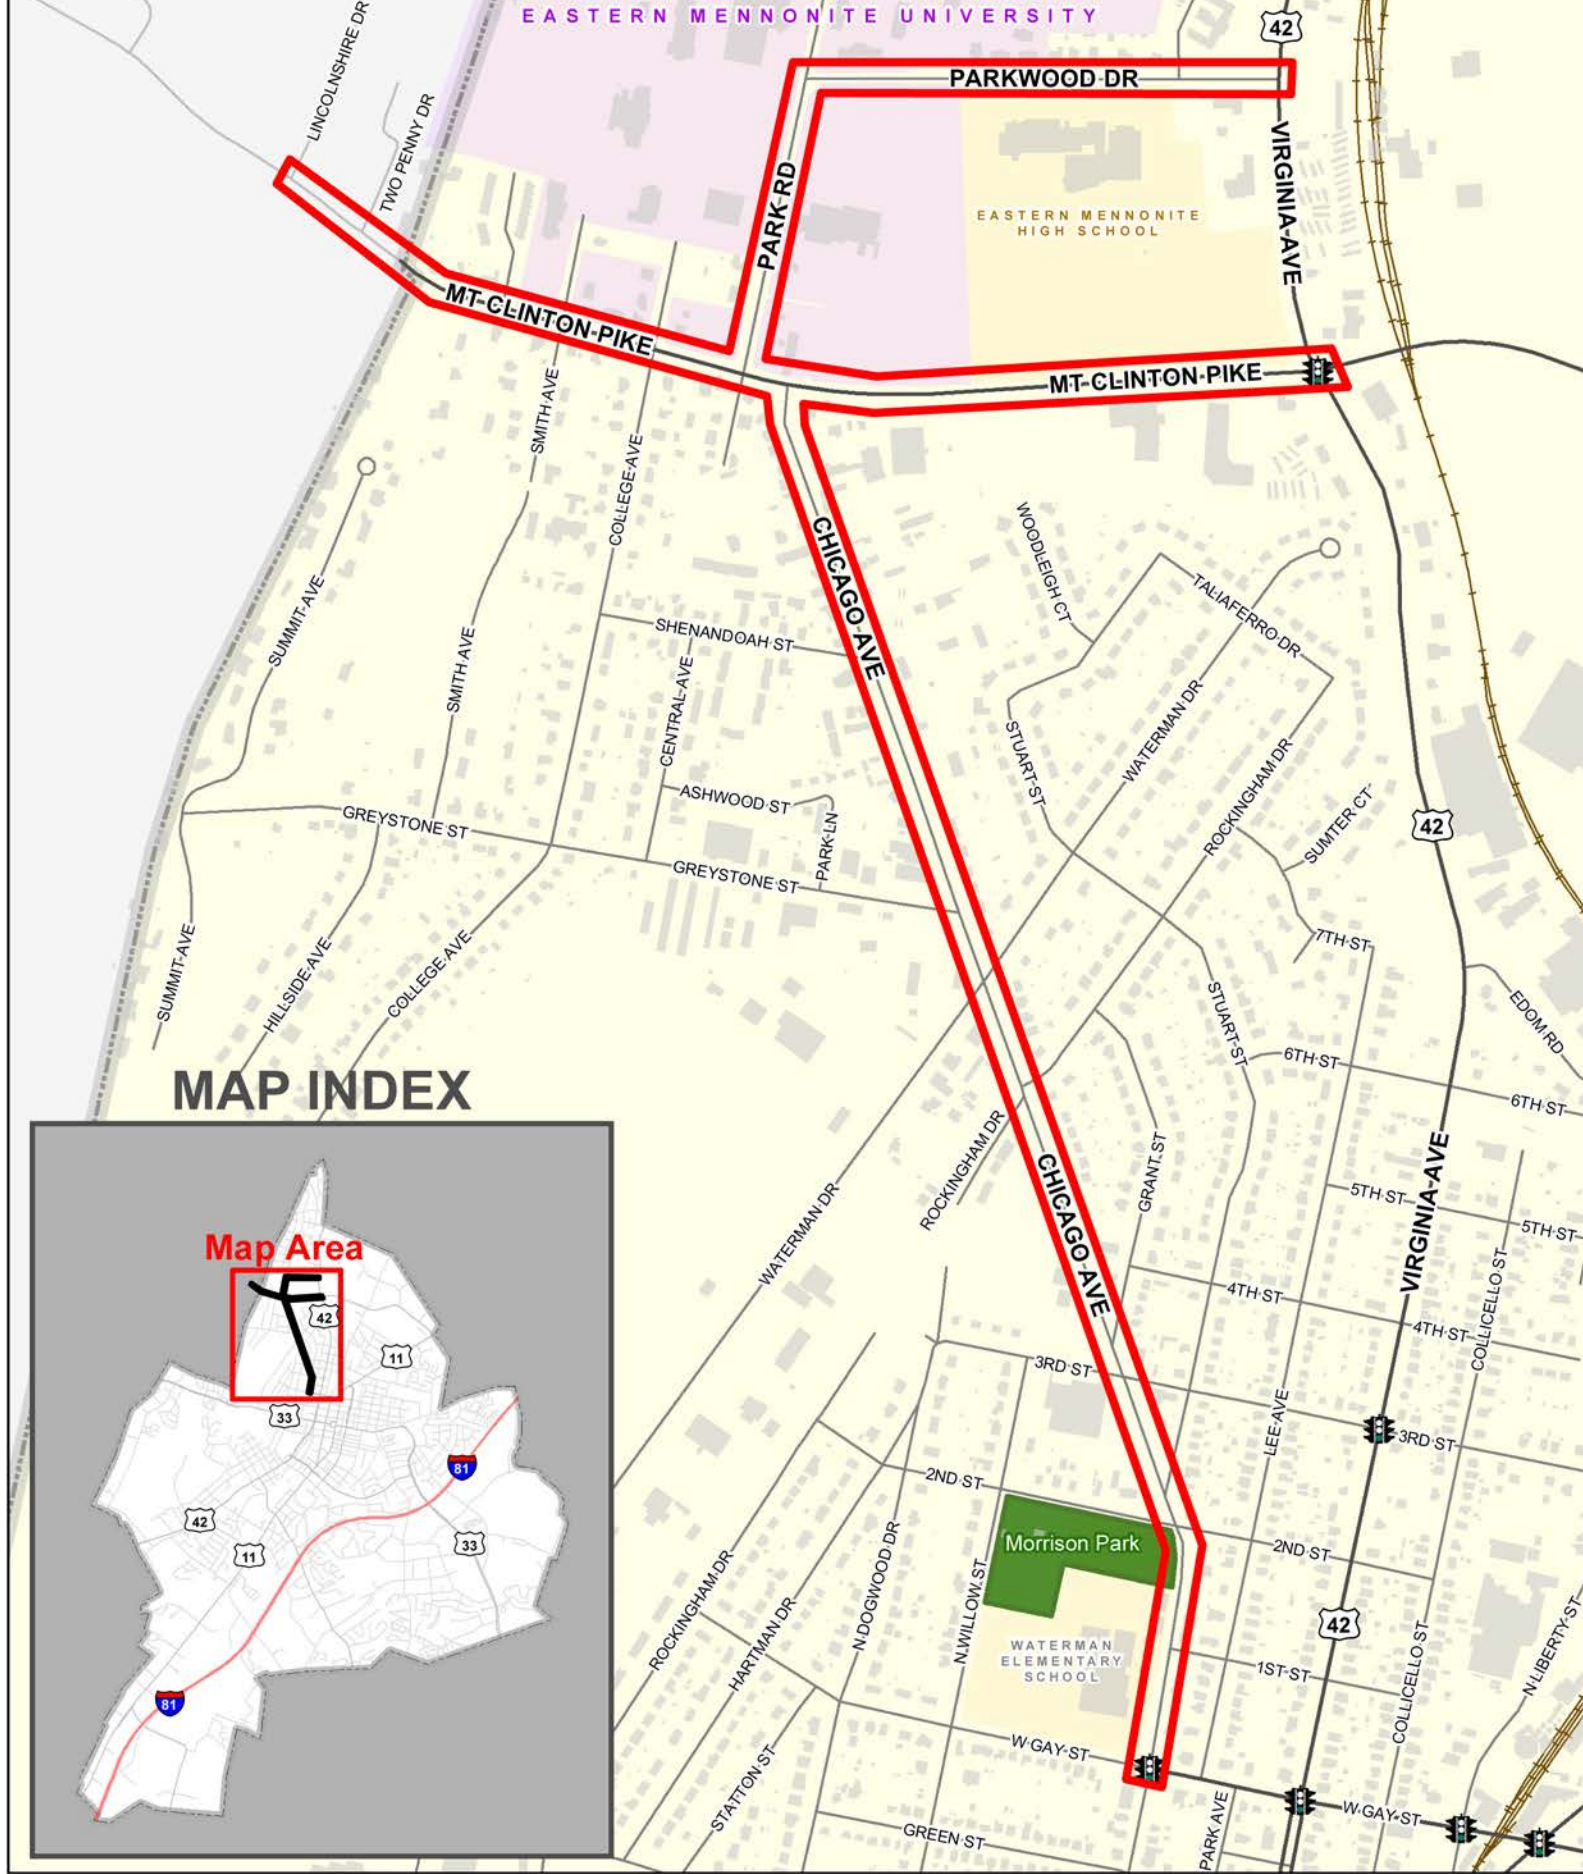 EASTERN MENNONITE UNIVERSITY
42
LINCOLNSHIRE DR
PARKWOOD DR
TWO PENNY DR
VIRGINIA AVE
PARK RD
EASTERN MENNONITE
HIGH SCHOOL
MT CLINTON PIKE
MT CLINTON PIKE
SMITH AVE
COLLEGE AVE
CHICAGO AVE
WOODLEIGH CT
TALIAFERRO DR
SUMMIT AVE
SHENANDOAH ST
SMITH AVE
CENTRAL AVE
WATERMAN DR
STUART ST
ROCKINGHAM DR
ASHWOOD ST
PARK LN
GREYSTONE ST
SUMTER CT
42
GREYSTONE ST
7TH ST
SUMMIT AVE
HILLSIDE AVE
COLLEGE AVE
STUART ST
EDOM RD
6TH ST
6TH ST
MAP INDEX
ROCKINGHAM DR
GRANT ST
5TH ST
VIRGINIA AVE
5TH ST
WATERMAN DR
CHICAGO AVE
4TH ST
4TH ST
COLLICELLO ST
Map Area
42
11
33
81
42
11
33
81
3RD ST
LEE AVE
3RD ST
2ND ST
Morrison Park
2ND ST
N DOGWOOD DR
N WILLOW ST
ROCKINGHAM DR
HARTMAN DR
WATERMAN
ELEMENTARY
SCHOOL
42
1ST ST
COLLICELLO ST
N LIBERTY ST
W GAY ST
STATTON ST
GREEN ST
PARK AVE
W GAY ST